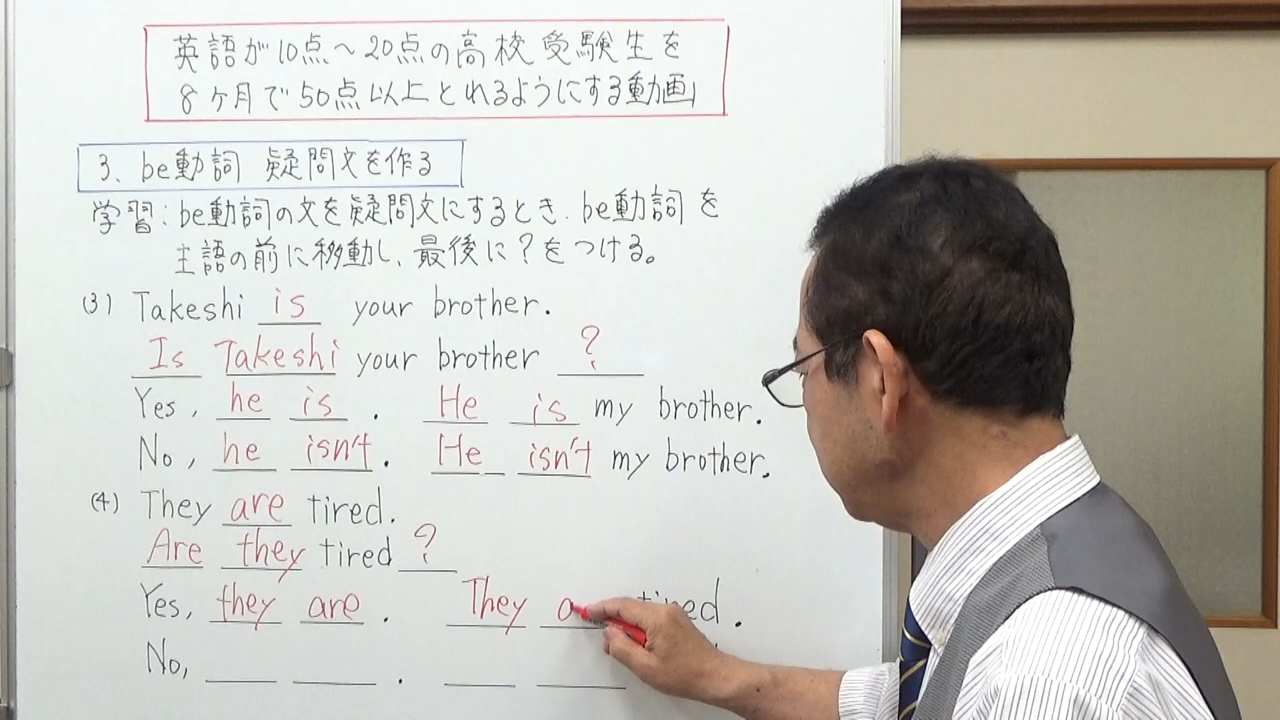 英語が10点～20点の高校受験生を
8ヶ月で50点以上とれるようにする動画
3、be動詞 疑問文を作る
学習：be動詞の文を疑問文にするとき、be動詞を
主語の前に移動し、最後に？をつける。
(3) Takeshi is your brother.
Is Takeshi your brother ?
Yes, he is. He is my brother.
No, he isn't. He isn't my brother.
(4) They are tired.
Are they tired ?
Yes, they are. They a tired.
No, ___ ___. ___ ___